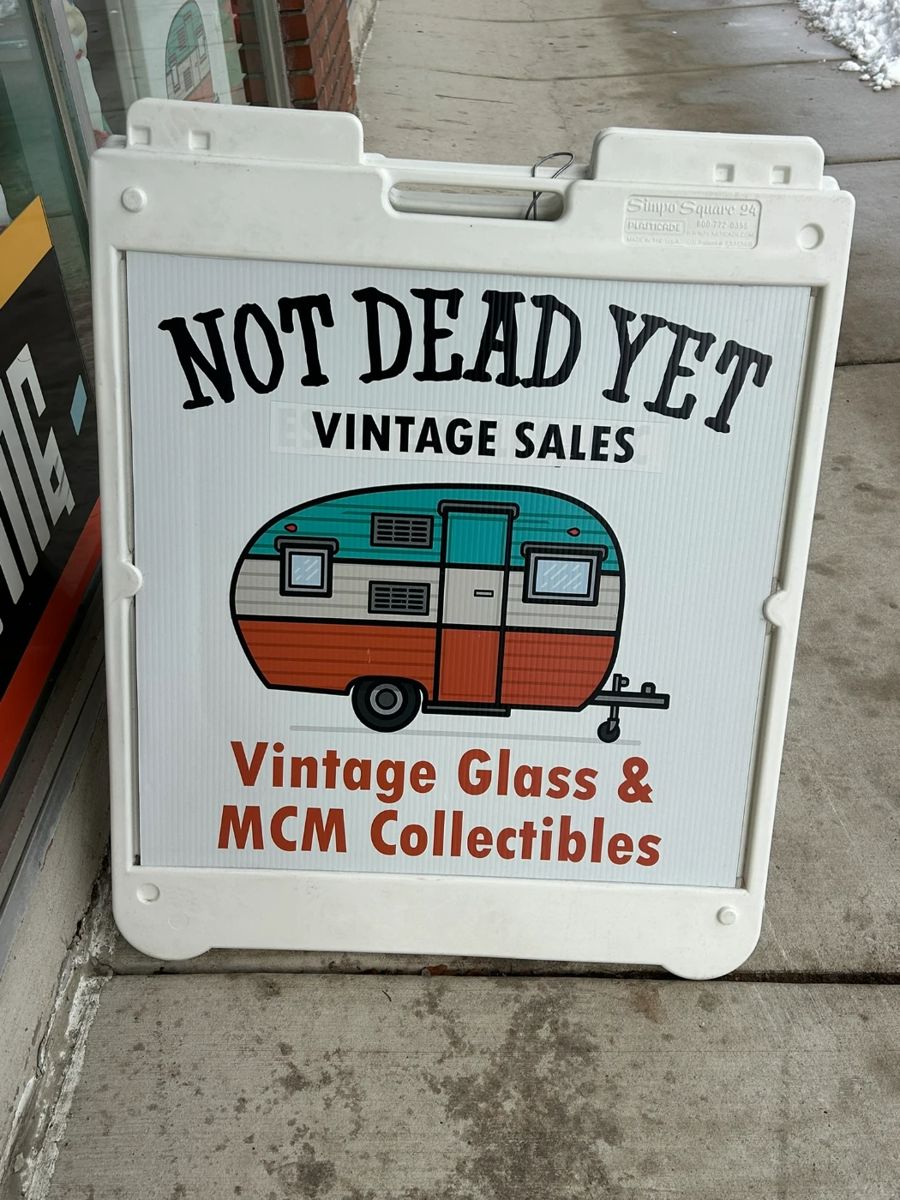 Simpo Square 24
PLASTICADE
NOT DEAD YET
VINTAGE SALES
Vintage Glass &
MCM Collectibles